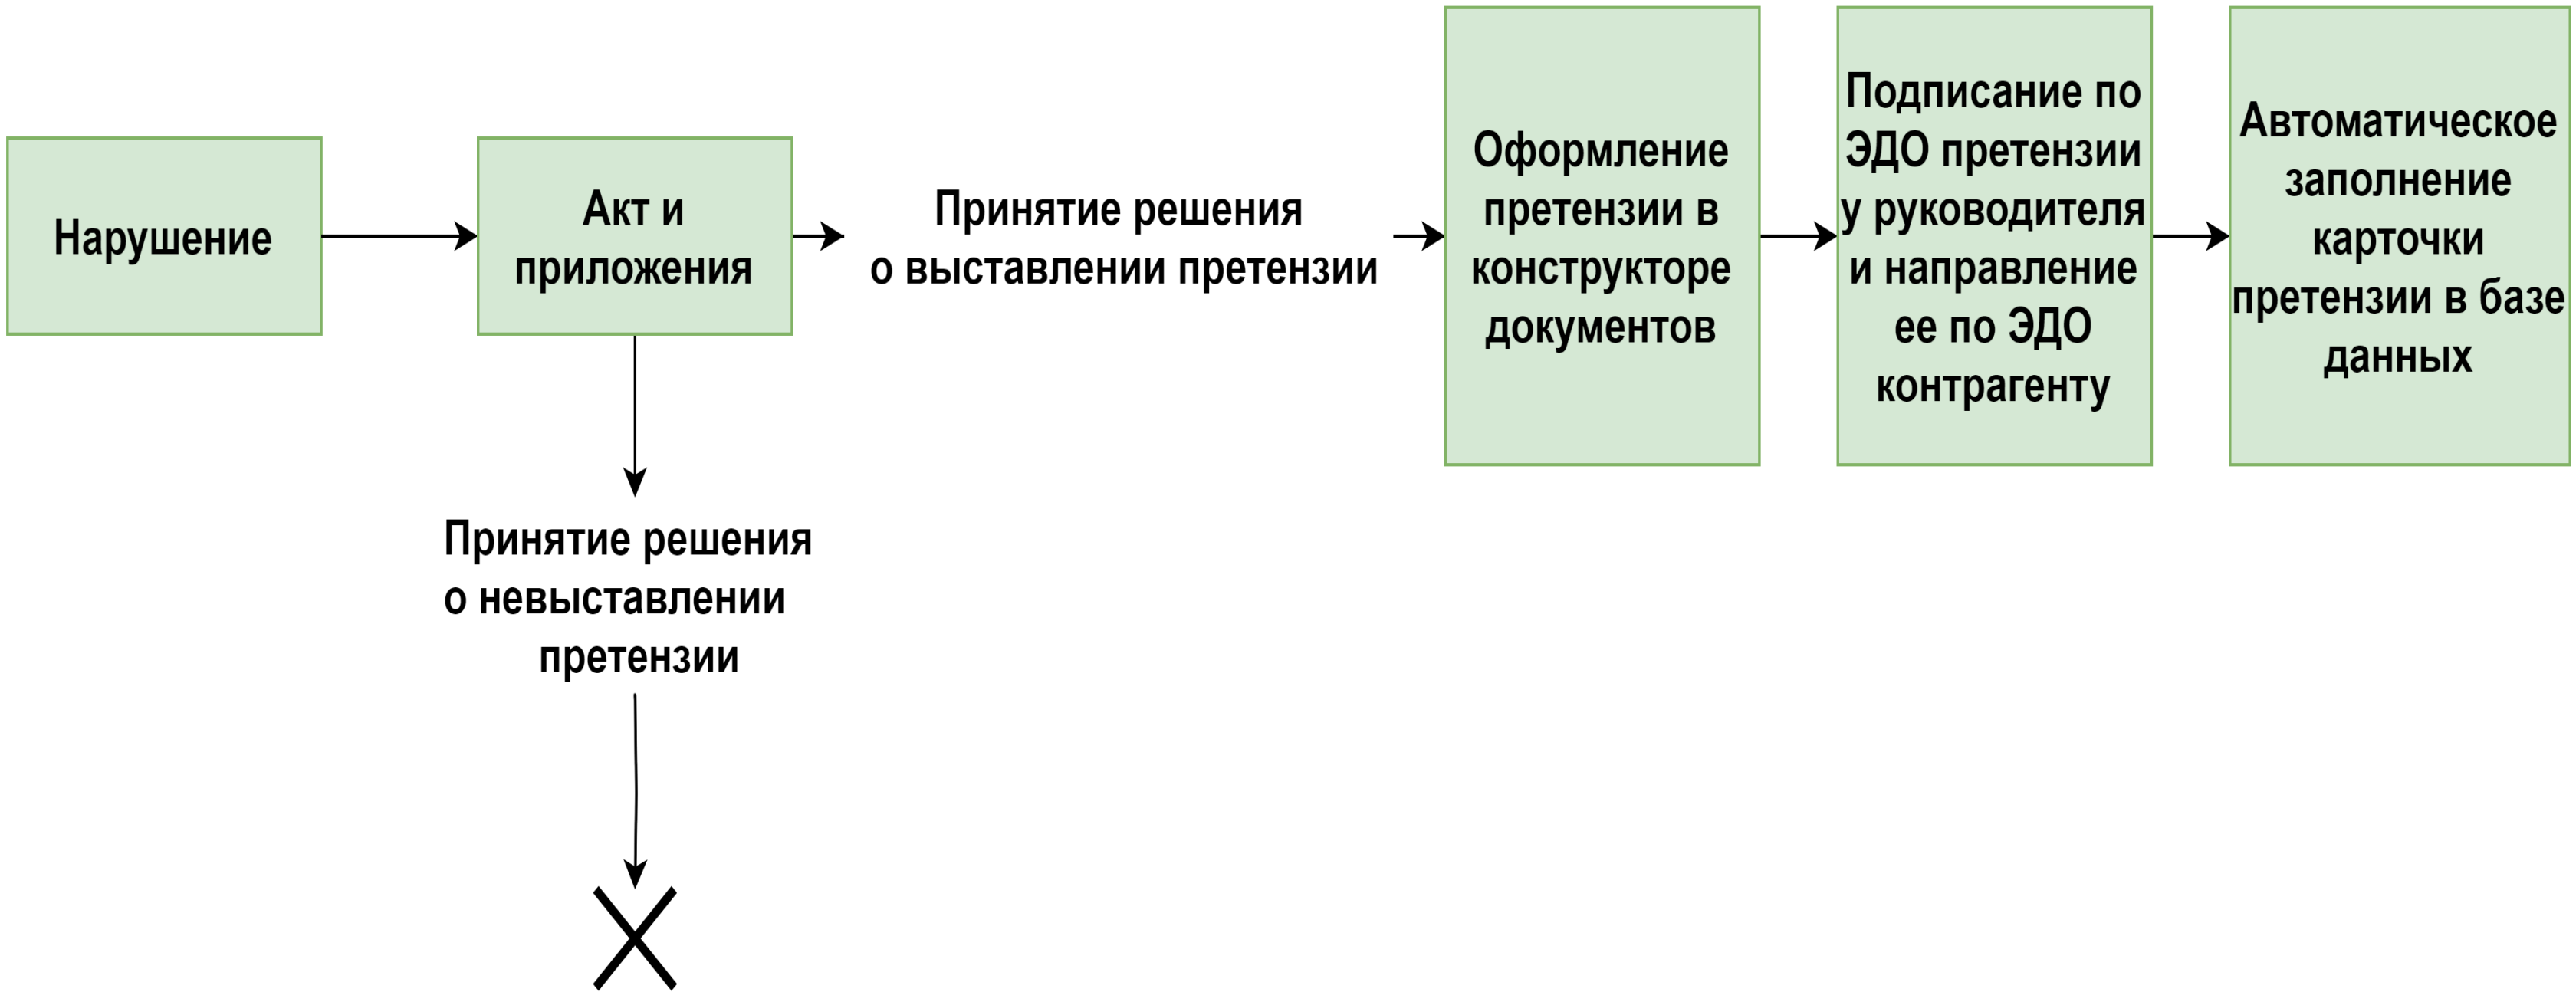 Нарушение
Акт и
приложения
Принятие решения
о выставлении претензии
Оформление
претензии в
конструкторе
документов
Подписание по
ЭДО претензии
у руководителя
и направление
ее по ЭДО
контрагенту
Автоматическое
заполнение
карточки
претензии в базе
данных
Принятие решения
о невыставлении
претензии